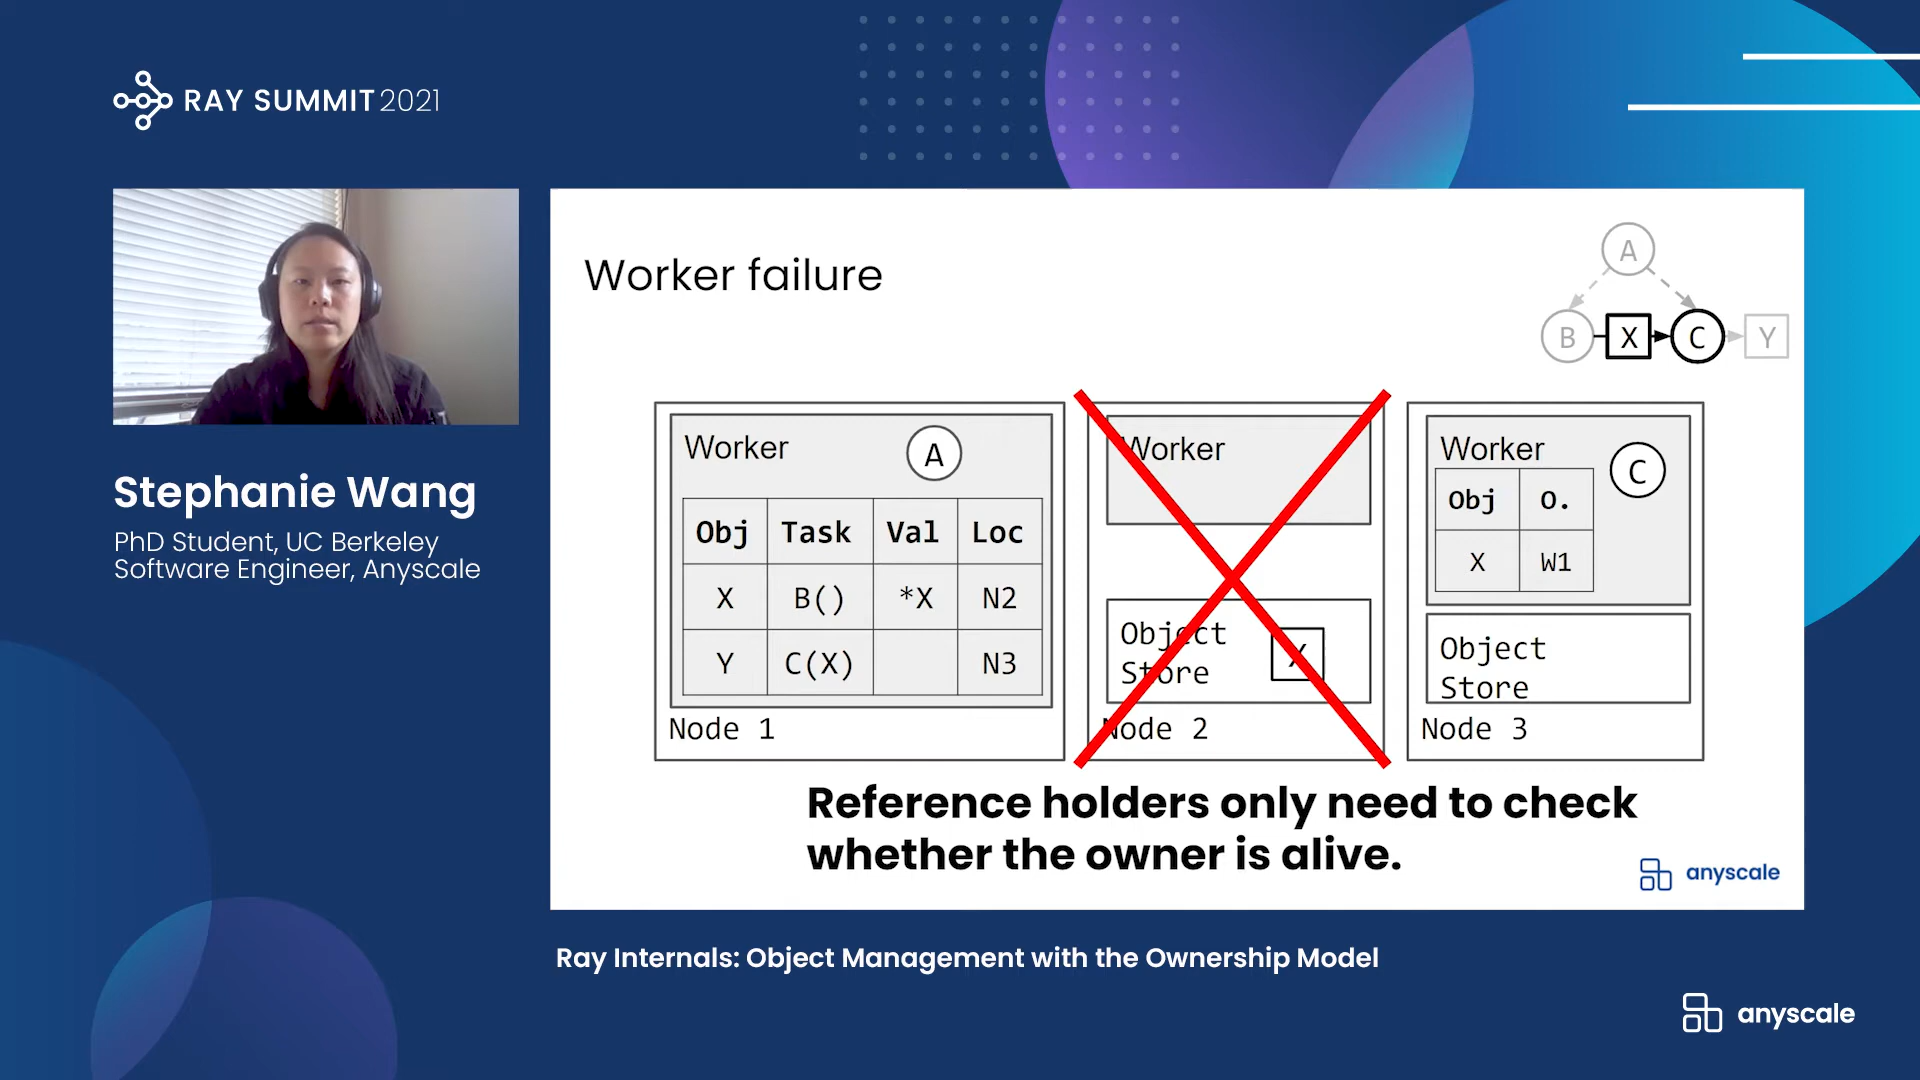 RAY SUMMIT 2021
Stephanie Wang
PhD Student, UC Berkeley
Software Engineer, Anyscale
Worker failure
A
B X C Y
Worker A
Obj Task Val Loc
X B() *X N2
Y C(X) N3
Node 1
Worker
Object
Store X
Node 2
Worker C
Obj O.
X W1
Object
Store
Node 3
Reference holders only need to check
whether the owner is alive.
anyscale
Ray Internals: Object Management with the Ownership Model
anyscale